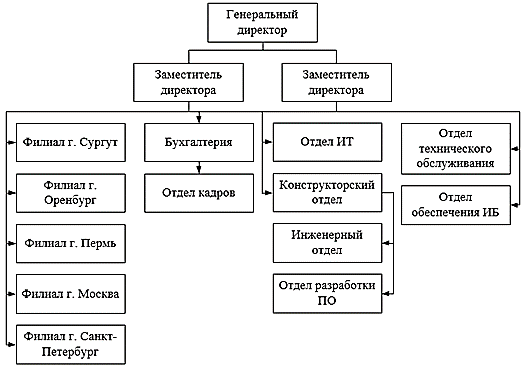 Генеральный
директор
Заместитель
директора
Заместитель
директора
Филиал г. Сургут
Бухгалтерия
Отдел ИТ
Отдел
технического
обслуживания
Филиал г.
Оренбург
Отдел кадров
Конструкторский
отдел
Отдел
обеспечения ИБ
Филиал г. Пермь
Инженерный
отдел
Филиал г. Москва
Отдел разработки
ПО
Филиал г. Санкт-
Петербург